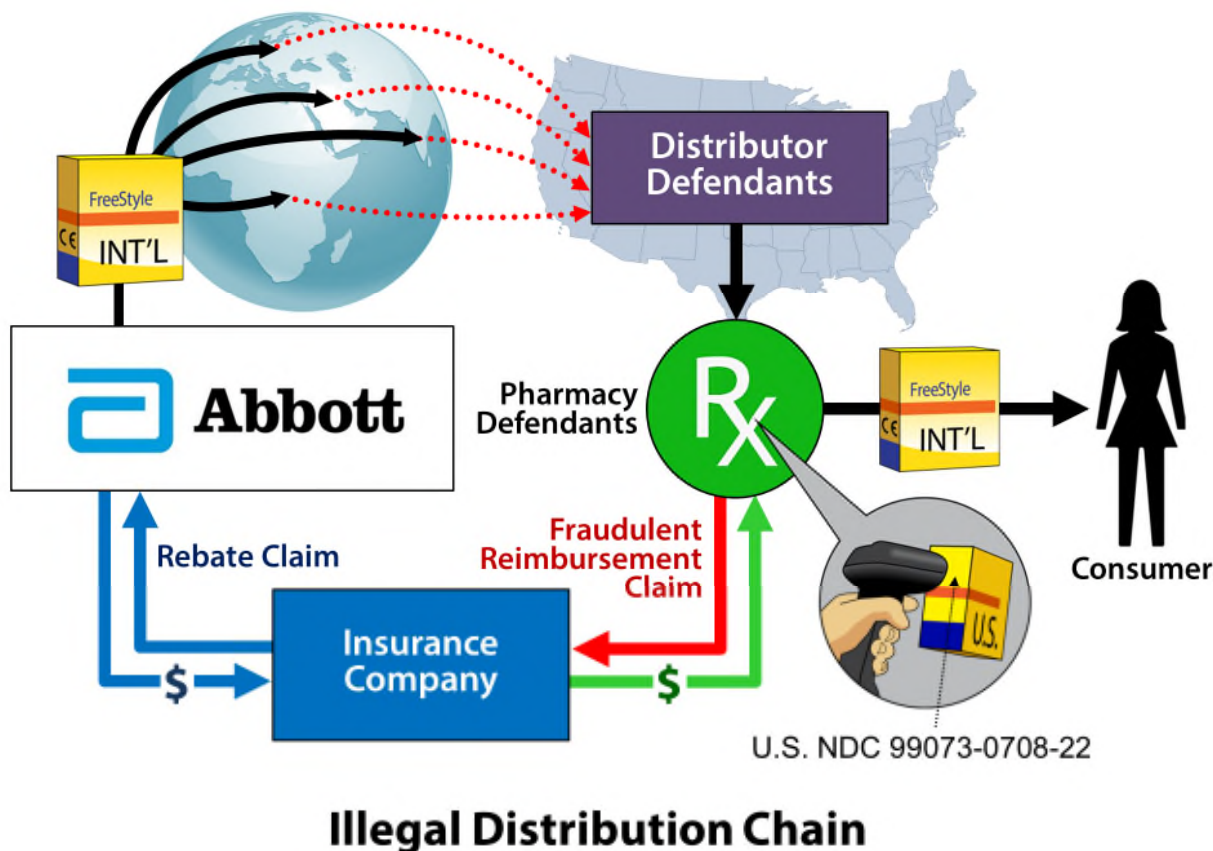 FreeStyle
CE
INT'L
Distributor
Defendants
Abbott
Pharmacy
Defendants
Rx
FreeStyle
CE
INT'L
Consumer
Rebate Claim
Fraudulent
Reimbursement
Claim
Insurance
Company
$
$
U.S.
U.S. NDC 99073-0708-22
Illegal Distribution Chain